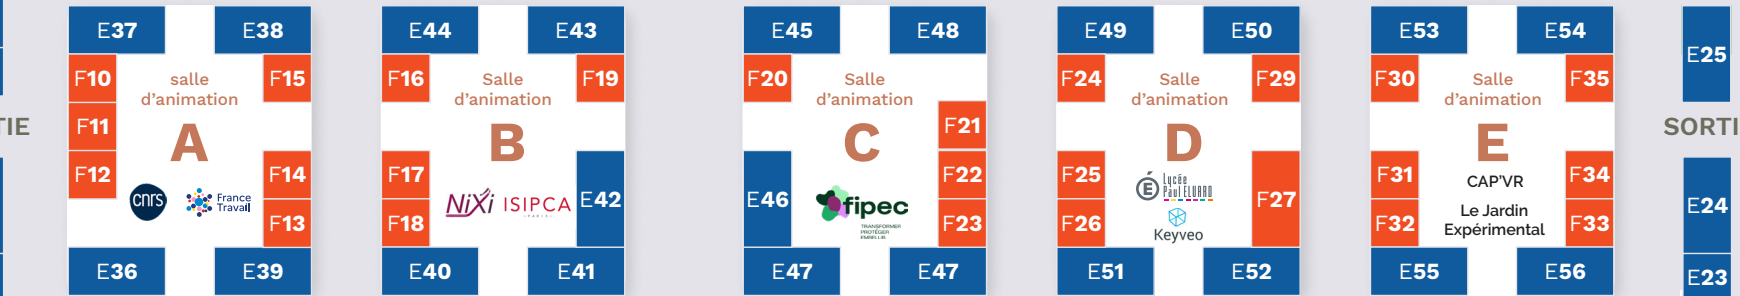 TIE
E37
E38
F10
F15
F11
F12
F14
F13
salle
d'animation
A
cnrs
France
Travail
E36
E39
E44
E43
F16
F19
F17
F18
Salle
d'animation
B
NiXi
ISIPCA
PARIS
E42
E40
E41
E45
E48
F20
F21
F22
F23
Salle
d'animation
C
fipec
TRANSFORMER
PROTÉGER
EMBELLIR
E46
E47
E47
E49
E50
F24
F29
F25
F26
F27
Salle
d'animation
D
É
Lycée
Paul ELUARD
Keyveo
E51
E52
E53
E54
F30
F35
F31
F34
F32
F33
Salle
d'animation
E
CAP'VR
Le Jardin
Expérimental
E55
E56
E25
SORTI
E24
E23